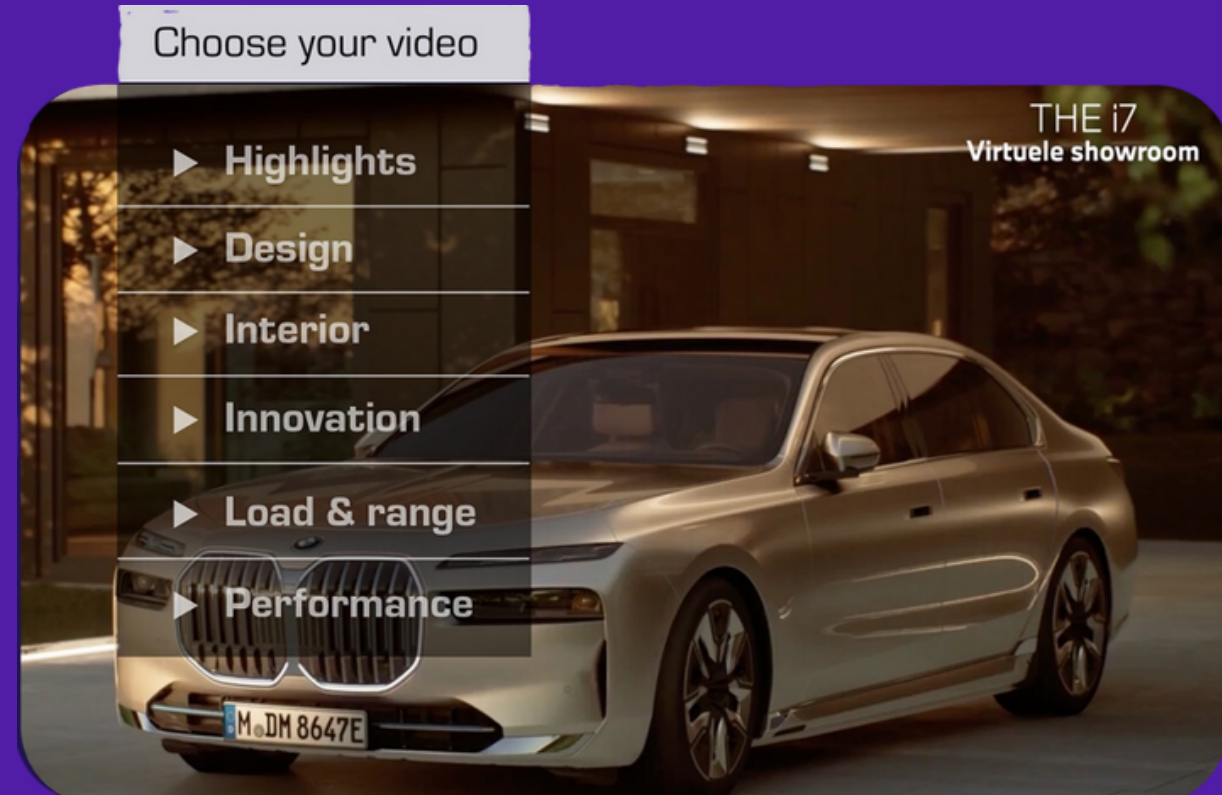 Choose your video
THE i7
Virtuele showroom
Highlights
Design
Interior
Innovation
Load & range
Performance
M DM 8647E